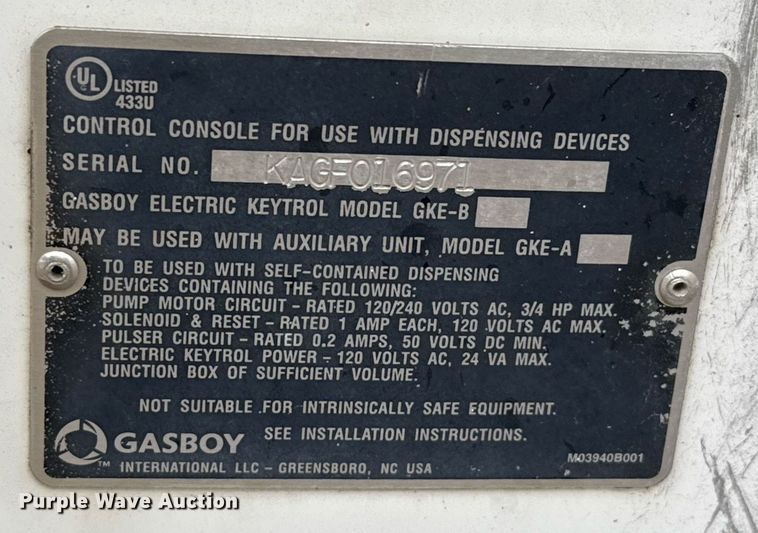 UL LISTED
433U
CONTROL CONSOLE FOR USE WITH DISPENSING DEVICES
SERIAL NO. KAGF016971
GASBOY ELECTRIC KEYTROL MODEL GKE-B
MAY BE USED WITH AUXILIARY UNIT, MODEL GKE-A
TO BE USED WITH SELF-CONTAINED DISPENSING
DEVICES CONTAINING THE FOLLOWING:
PUMP MOTOR CIRCUIT - RATED 120/240 VOLTS AC, 3/4 HP MAX.
SOLENOID & RESET - RATED 1 AMP EACH, 120 VOLTS AC MAX.
PULSER CIRCUIT - RATED 0.2 AMPS, 50 VOLTS DC MIN.
ELECTRIC KEYTROL POWER - 120 VOLTS AC, 24 VA MAX.
JUNCTION BOX OF SUFFICIENT VOLUME.
NOT SUITABLE FOR INTRINSICALLY SAFE EQUIPMENT.
GASBOY SEE INSTALLATION INSTRUCTIONS.
™ INTERNATIONAL LLC - GREENSBORO, NC USA
M03940B001
Purple Wave Auction